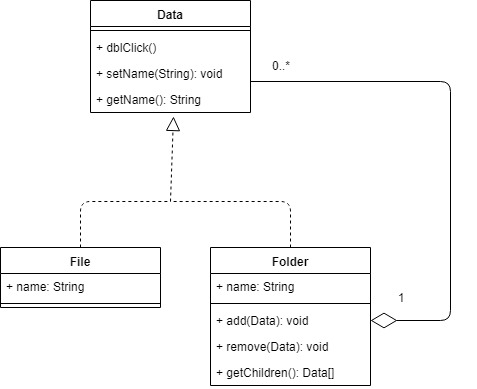 Data
+ dblClick()
+ setName(String): void
+ getName(): String
0..*
File
+ name: String
Folder
+ name: String
1
+ add(Data): void
+ remove(Data): void
+ getChildren(): Data[]